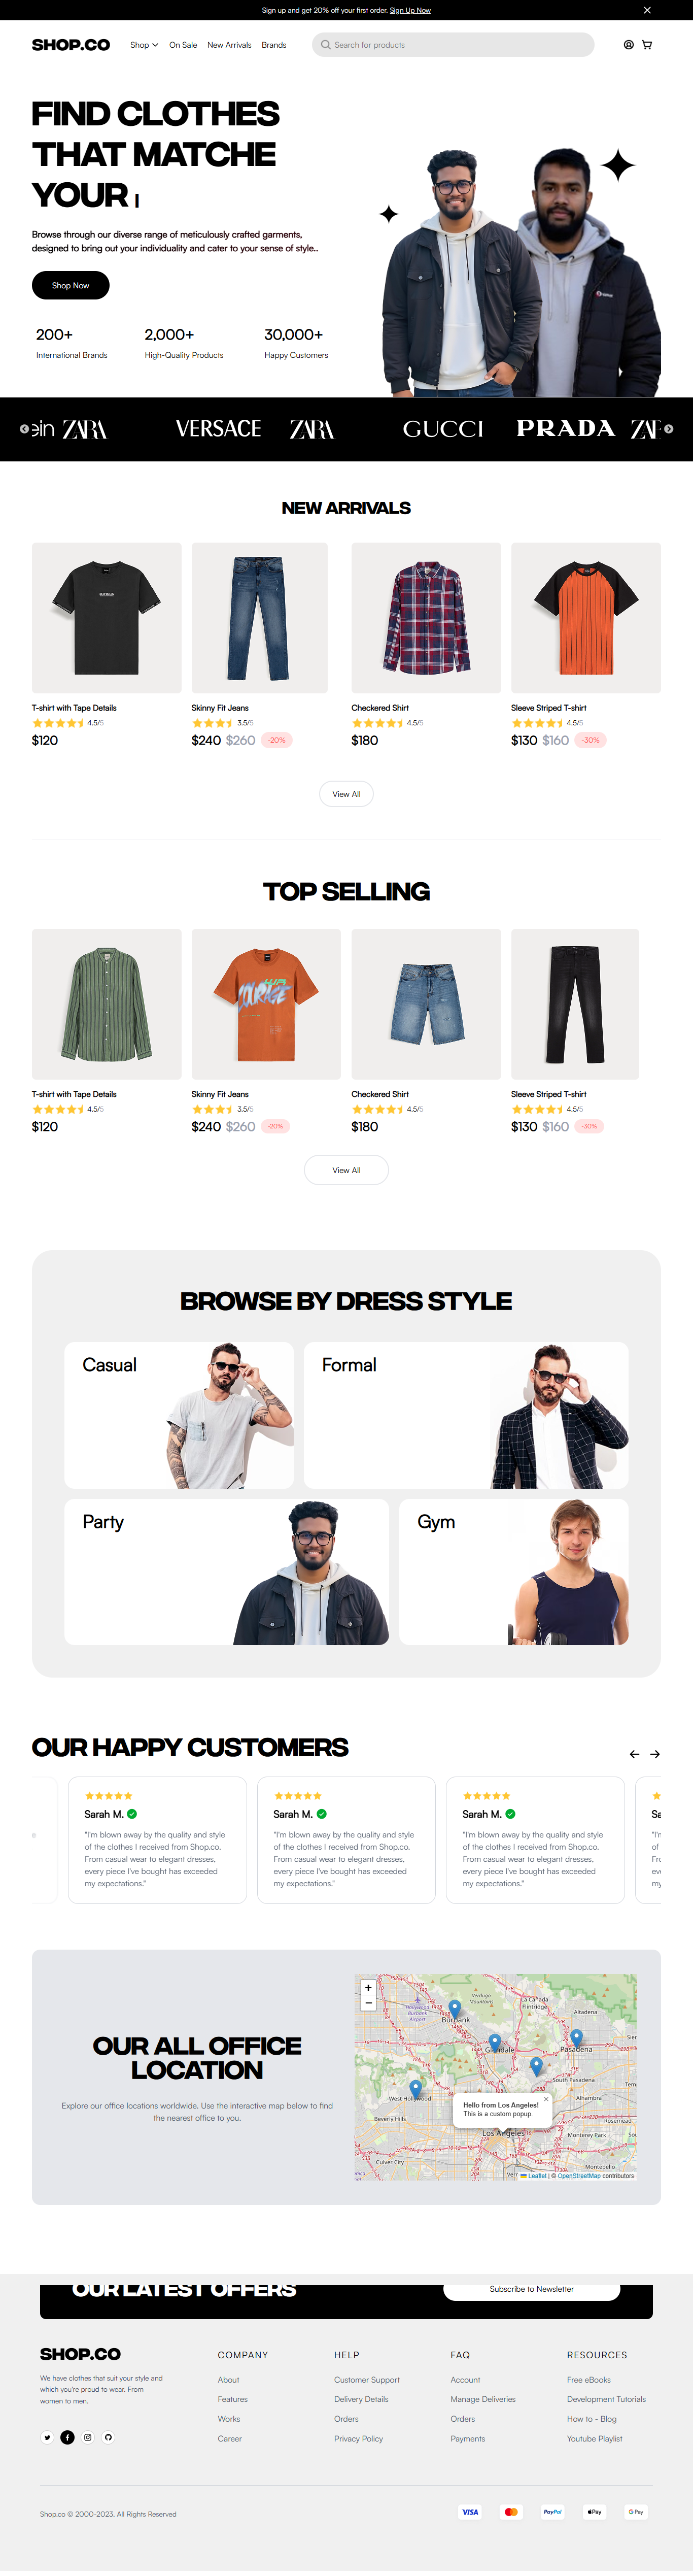 Sign up and get 20% off your first order. Sign Up Now
SHOP.CO
Shop
On Sale
New Arrivals
Brands
Search for products
FIND CLOTHES
THAT MATCHE
YOUR
Browse through our diverse range of meticulously crafted garments,
designed to bring out your individuality and cater to your sense of style..
Shop Now
200+
International Brands
2,000+
High-Quality Products
30,000+
Happy Customers
ein
ZARA
VERSACE
ZARA
GUCCI
PRADA
ZAR
NEW ARRIVALS
T-shirt with Tape Details
4.5/5
$120
Skinny Fit Jeans
3.5/5
$240 $260 -20%
Checkered Shirt
4.5/5
$180
Sleeve Striped T-shirt
4.5/5
$130 $160 -30%
View All
TOP SELLING
T-shirt with Tape Details
4.5/5
$120
Skinny Fit Jeans
3.5/5
$240 $260 -20%
Checkered Shirt
4.5/5
$180
Sleeve Striped T-shirt
4.5/5
$130 $160 -30%
View All
BROWSE BY DRESS STYLE
Casual
Formal
Party
Gym
OUR HAPPY CUSTOMERS
Sarah M.
"I'm blown away by the quality and style
of the clothes I received from Shop.co.
From casual wear to elegant dresses,
every piece I've bought has exceeded
my expectations."
Sarah M.
"I'm blown away by the quality and style
of the clothes I received from Shop.co.
From casual wear to elegant dresses,
every piece I've bought has exceeded
my expectations."
Sarah M.
"I'm blown away by the quality and style
of the clothes I received from Shop.co.
From casual wear to elegant dresses,
every piece I've bought has exceeded
my expectations."
Sa
"I'm
of
Fro
eve
my
OUR ALL OFFICE
LOCATION
Explore our office locations worldwide. Use the interactive map below to find
the nearest office to you.
+
−
Verdugo
Mountains
La Cañada
Flintridge
Hollywood
Burbank
Airport
Burbank
Altadena
Glendale
Pasadena
South Pasadena
West Hollywood
Alhambra
Beverly Hills
Rosemead
Hello from Los Angeles!
This is a custom popup.
×
Los Angeles
Monterey Park
Culver City
Montebello
Leaflet | © OpenStreetMap contributors
OUR LATEST OFFERS
Subscribe to Newsletter
SHOP.CO
We have clothes that suit your style and
which you're proud to wear. From
women to men.
COMPANY
About
Features
Works
Career
HELP
Customer Support
Delivery Details
Orders
Privacy Policy
FAQ
Account
Manage Deliveries
Orders
Payments
RESOURCES
Free eBooks
Development Tutorials
How to - Blog
Youtube Playlist
Shop.co © 2000-2023, All Rights Reserved
VISA
PayPal
Pay
G Pay